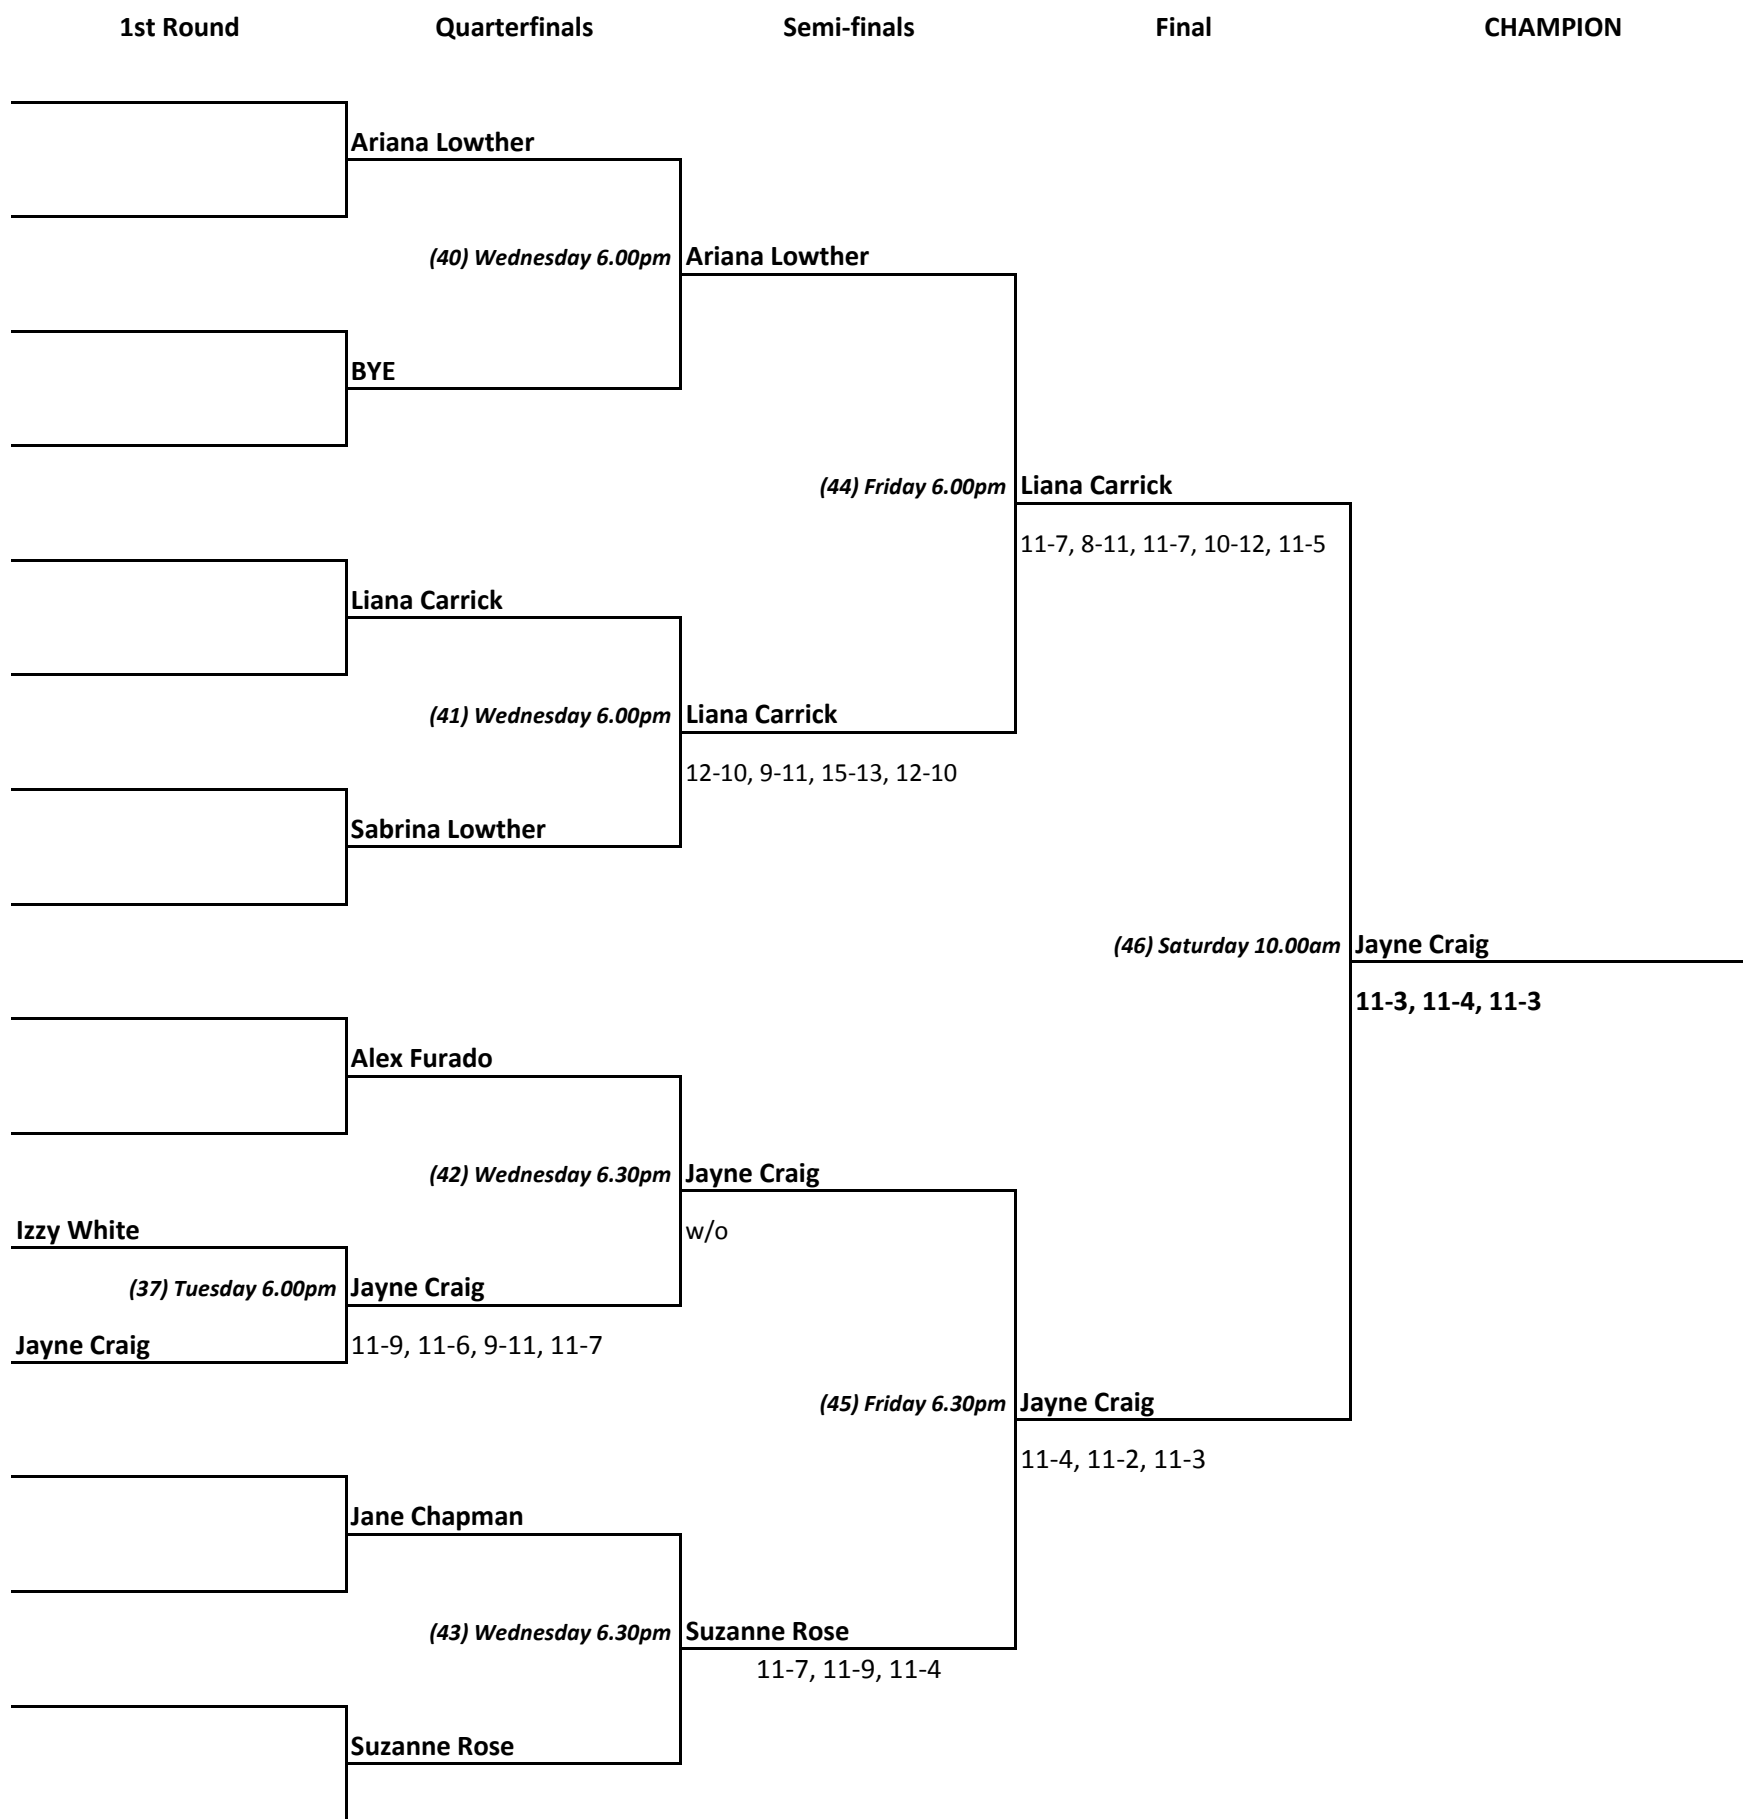 1st Round Quarterfinals Semi-finals Final CHAMPION
Ariana Lowther
(40) Wednesday 6.00pm Ariana Lowther
BYE
(44) Friday 6.00pm Liana Carrick
11-7, 8-11, 11-7, 10-12, 11-5
Liana Carrick
(41) Wednesday 6.00pm Liana Carrick
12-10, 9-11, 15-13, 12-10
Sabrina Lowther
(46) Saturday 10.00am Jayne Craig
11-3, 11-4, 11-3
Alex Furado
(42) Wednesday 6.30pm Jayne Craig
Izzy White w/o
(37) Tuesday 6.00pm Jayne Craig
Jayne Craig 11-9, 11-6, 9-11, 11-7
(45) Friday 6.30pm Jayne Craig
11-4, 11-2, 11-3
Jane Chapman
(43) Wednesday 6.30pm Suzanne Rose
11-7, 11-9, 11-4
Suzanne Rose